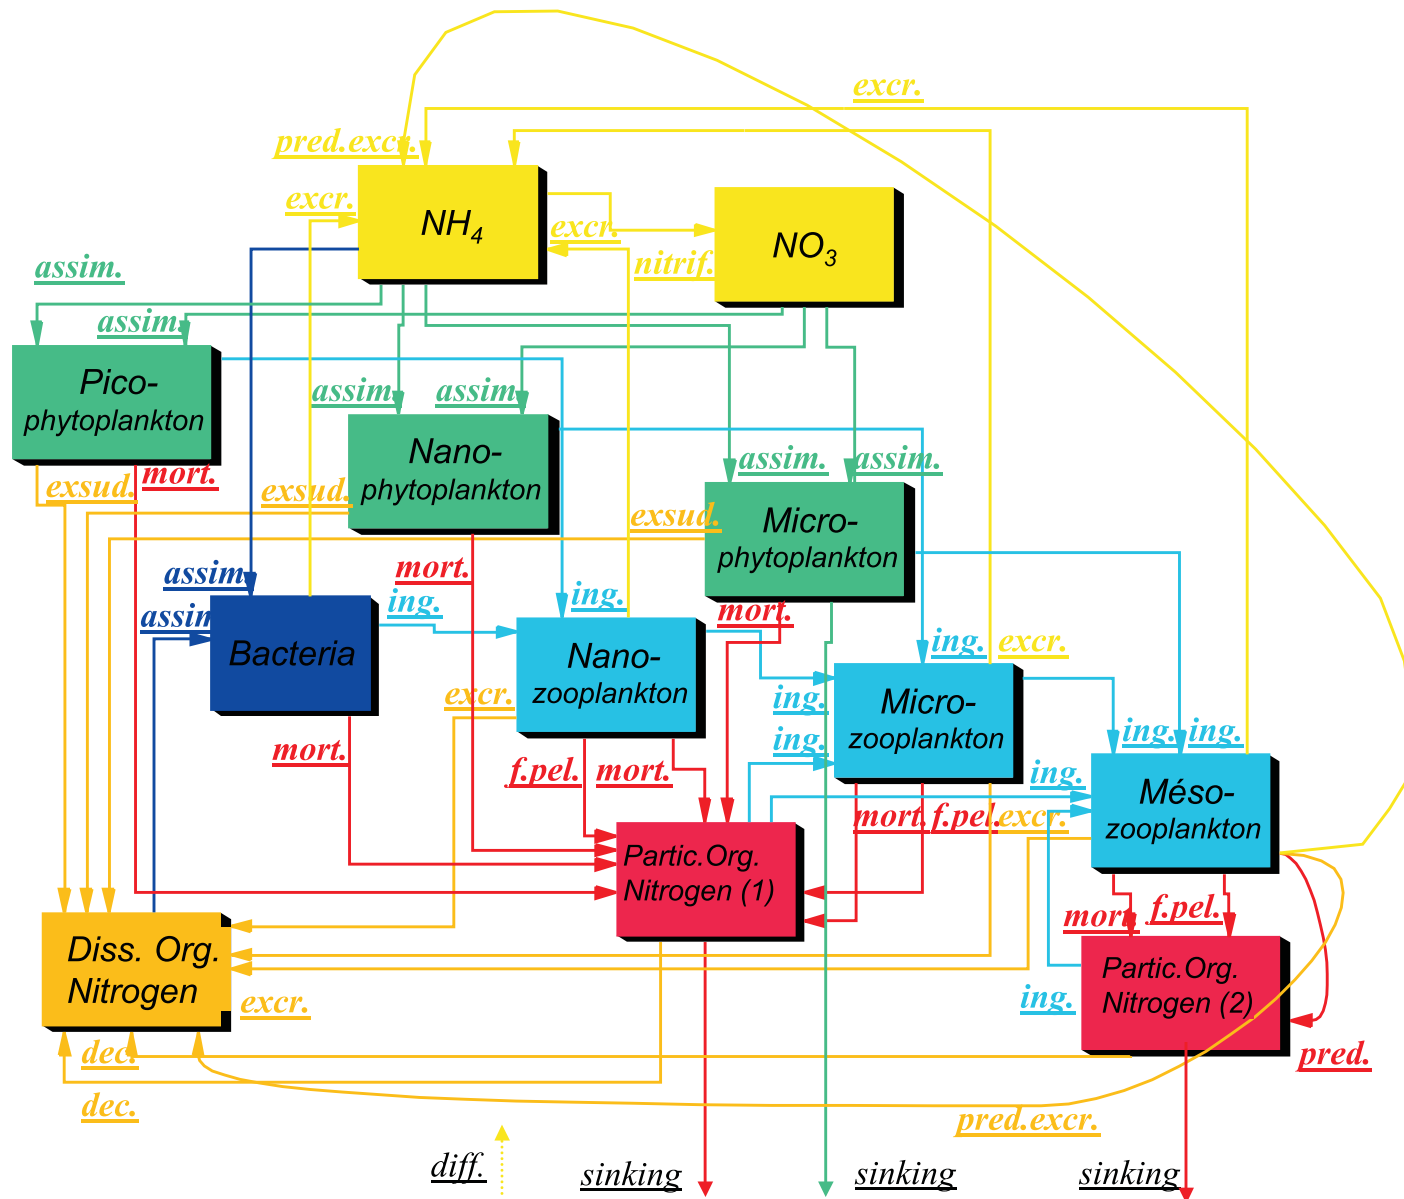 excr.
pred.excr.
excr.
NH4
excr.
NO3
nitrif.
assim.
assim.
Pico-
phytoplankton
assim.
assim.
Nano-
phytoplankton
assim.
assim.
mort.
exsud.
exsud.
exsud.
Micro-
phytoplankton
mort.
assim.
assim
ing.
ing.
mort.
Bacteria
Nano-
zooplankton
ing.
excr.
excr.
ing.
Micro-
zooplankton
ing.
ing.
ing.
mort.
f.pel.
mort.
ing.
Méso-
zooplankton
mort.
f.pel.
excr.
Partic.Org.
Nitrogen (1)
mort.
f.pel.
Diss. Org.
Nitrogen
excr.
Partic.Org.
Nitrogen (2)
ing.
pred.
dec.
dec.
pred.excr.
diff.
sinking
sinking
sinking